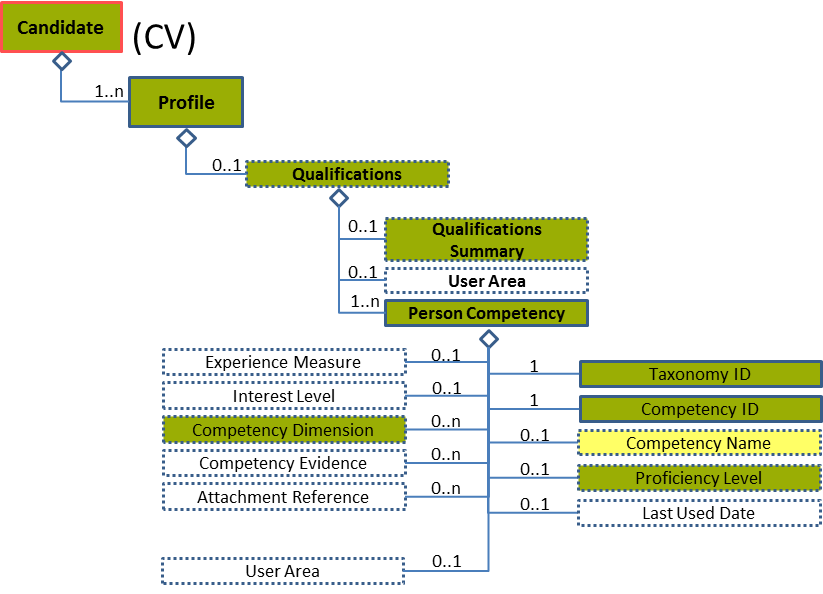 Candidate
(CV)
1..n
Profile
0..1
Qualifications
0..1
Qualifications
Summary
0..1
User Area
1..n
Person Competency
Experience Measure
0..1
1
Taxonomy ID
Interest Level
0..1
1
Competency ID
Competency Dimension
0..n
0..1
Competency Name
Competency Evidence
0..n
0..1
Proficiency Level
Attachment Reference
0..n
0..1
Last Used Date
User Area
0..1